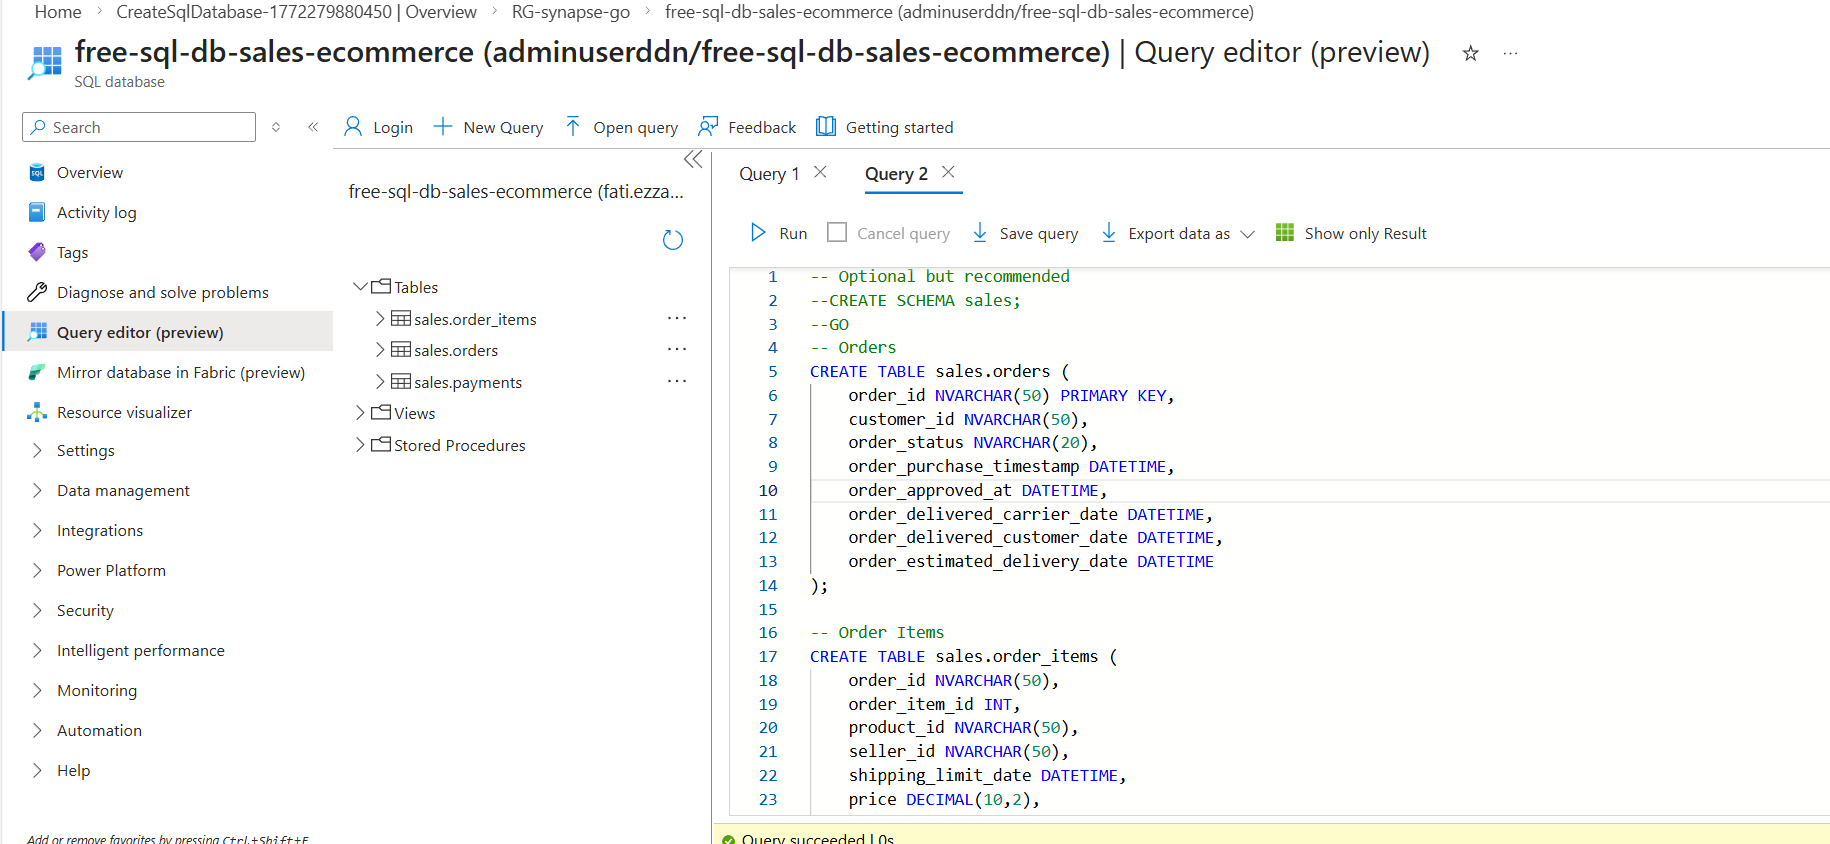 Home > CreateSqlDatabase-1772279880450 | Overview > RG-synapse-go > free-sql-db-sales-ecommerce (adminuserddn/free-sql-db-sales-ecommerce)
free-sql-db-sales-ecommerce (adminuserddn/free-sql-db-sales-ecommerce) | Query editor (preview)
SQL database
Search
Overview
Activity log
Tags
Diagnose and solve problems
Query editor (preview)
Mirror database in Fabric (preview)
Resource visualizer
Settings
Data management
Integrations
Power Platform
Security
Intelligent performance
Monitoring
Automation
Help
Add or remove favorites by pressing Ctrl+Shift+F
Login
New Query
Open query
Feedback
Getting started
free-sql-db-sales-ecommerce (fati.ezza...
Tables
sales.order_items
sales.orders
sales.payments
Views
Stored Procedures
Query 1
Query 2
Run
Cancel query
Save query
Export data as
Show only Result
1 -- Optional but recommended
2 --CREATE SCHEMA sales;
3 --GO
4 -- Orders
5 CREATE TABLE sales.orders (
6 order_id NVARCHAR(50) PRIMARY KEY,
7 customer_id NVARCHAR(50),
8 order_status NVARCHAR(20),
9 order_purchase_timestamp DATETIME,
10 order_approved_at DATETIME,
11 order_delivered_carrier_date DATETIME,
12 order_delivered_customer_date DATETIME,
13 order_estimated_delivery_date DATETIME
14 );
15
16 -- Order Items
17 CREATE TABLE sales.order_items (
18 order_id NVARCHAR(50),
19 order_item_id INT,
20 product_id NVARCHAR(50),
21 seller_id NVARCHAR(50),
22 shipping_limit_date DATETIME,
23 price DECIMAL(10,2),
Query succeeded | 0s